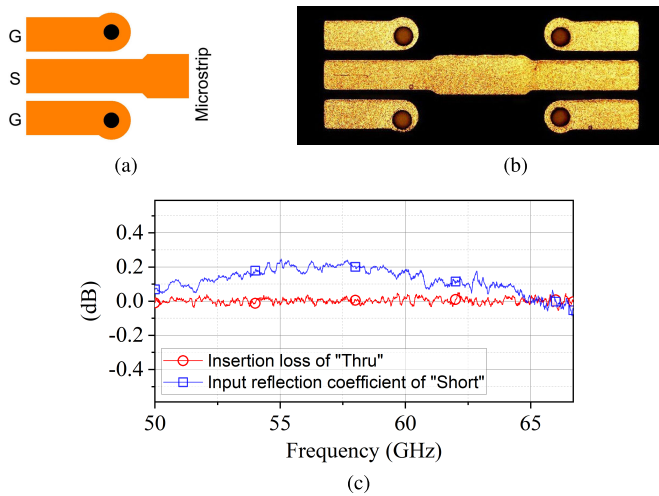 G
S
G
Microstrip
(a)
(b)
0.4
0.2
0.0
-0.2
-0.4
(dB)
Insertion loss of "Thru"
Input reflection coefficient of "Short"
50
55
60
65
Frequency (GHz)
(c)